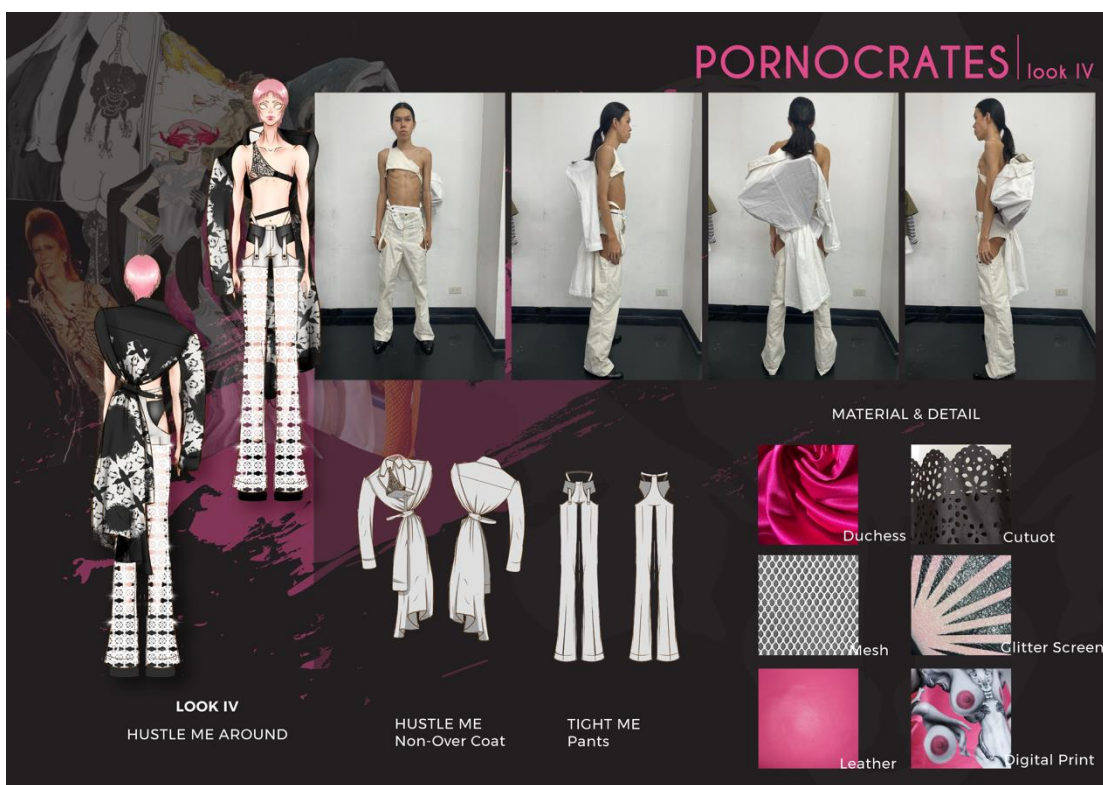 PORNOCRATES look IV
MATERIAL & DETAIL
Duchess
Cutuot
Mesh
Glitter Screen
Leather
Digital Print
LOOK IV
HUSTLE ME AROUND
HUSTLE ME
Non-Over Coat
TIGHT ME
Pants